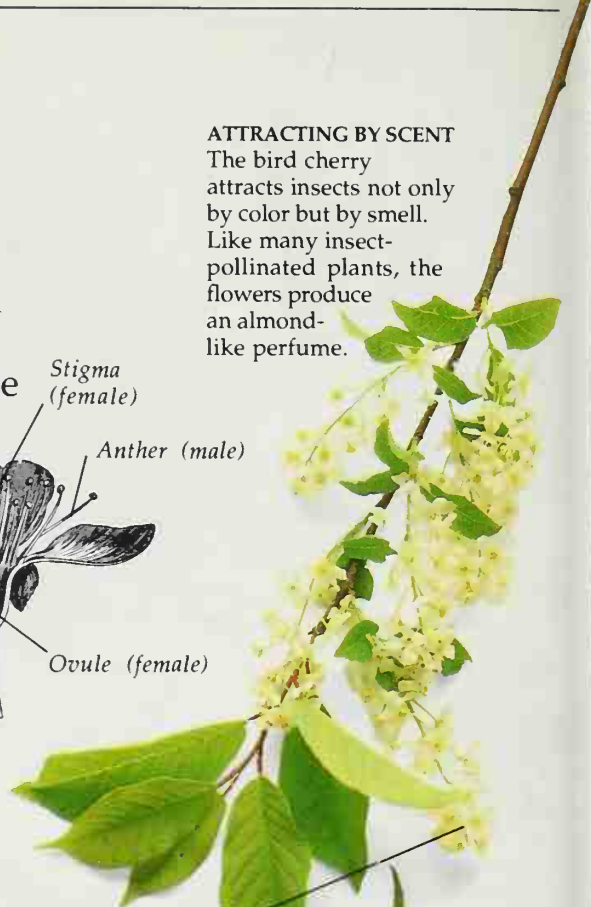 ATTRACTING BY SCENT
The bird cherry
attracts insects not only
by color but by smell.
Like many insect-
pollinated plants, the
flowers produce
an almond-
like perfume.
e
Stigma
(female)
Anther (male)
Ovule (female)